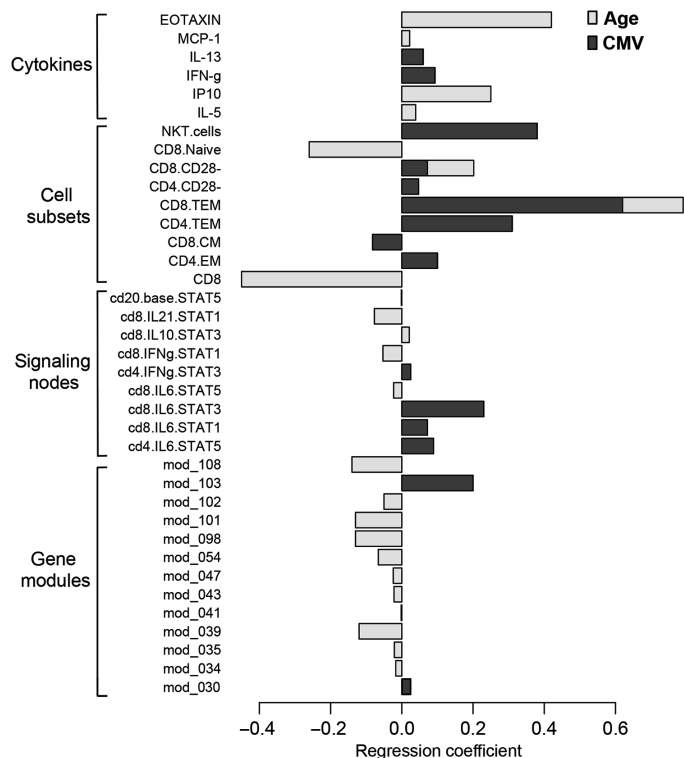 EOTAXIN
MCP-1
IL-13
IFN-g
IP10
IL-5
Cytokines
NKT.cells
CD8.Naive
CD8.CD28-
CD4.CD28-
CD8.TEM
CD4.TEM
CD8.CM
CD4.EM
CD8
Cell
subsets
cd20.base.STAT5
cd8.IL21.STAT1
cd8.IL10.STAT3
cd8.IFNg.STAT1
cd4.IFNg.STAT3
cd8.IL6.STAT5
cd8.IL6.STAT3
cd8.IL6.STAT1
cd4.IL6.STAT5
Signaling
nodes
mod_108
mod_103
mod_102
mod_101
mod_098
mod_054
mod_047
mod_043
mod_041
mod_039
mod_035
mod_034
mod_030
Gene
modules
Age
CMV
–0.4 –0.2 0.0 0.2 0.4 0.6
Regression coefficient